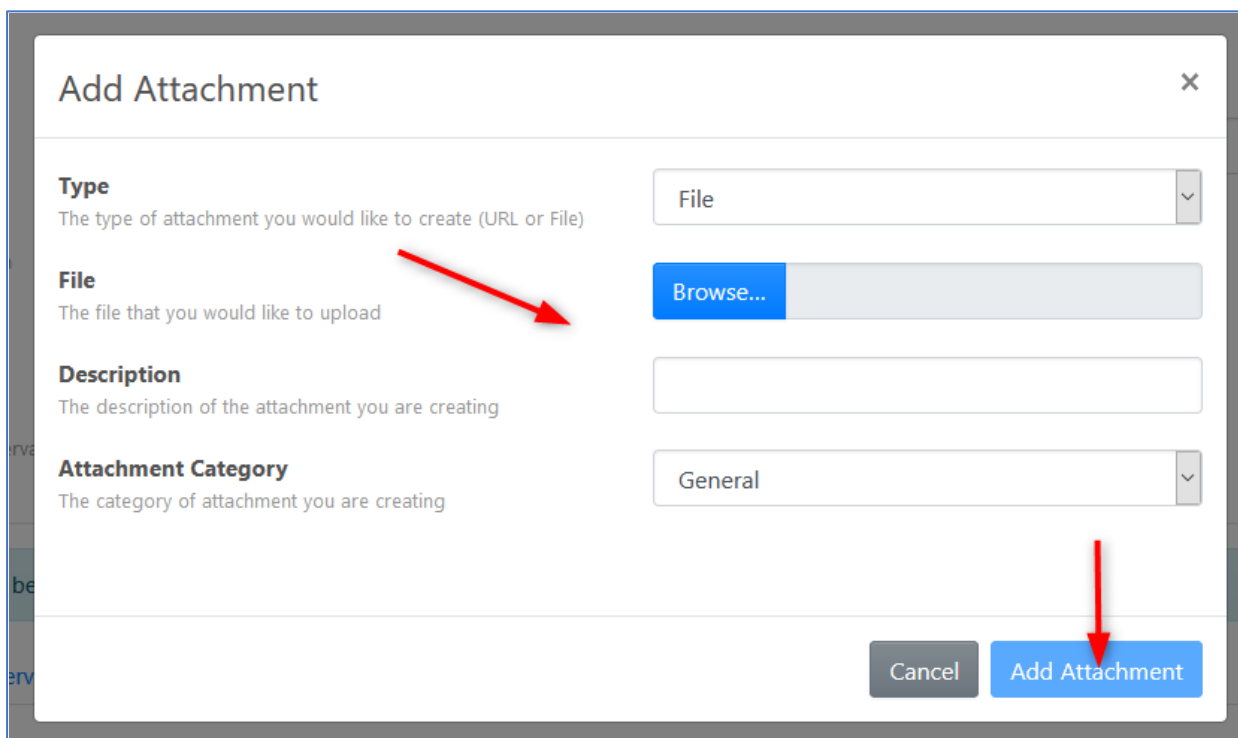 Add Attachment ×
Type
The type of attachment you would like to create (URL or File)
File
File
The file that you would like to upload
Browse...
Description
The description of the attachment you are creating
Attachment Category
The category of attachment you are creating
General
be
Cancel Add Attachment